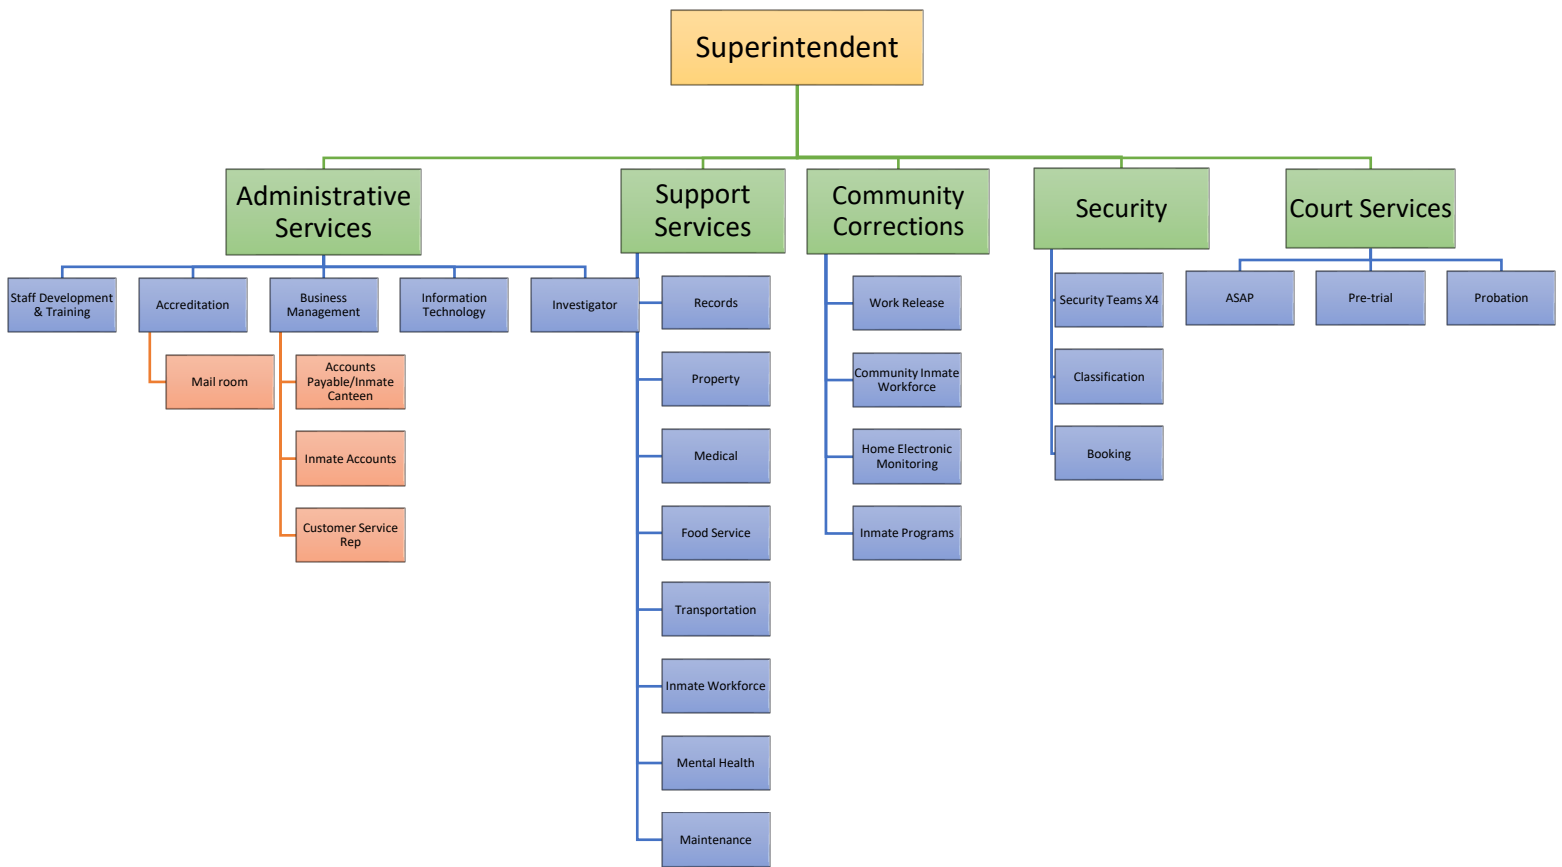 Superintendent
Administrative
Services
Support
Services
Community
Corrections
Security
Court Services
Staff Development
& Training
Accreditation
Business
Management
Information
Technology
Investigator
Mail room
Accounts
Payable/Inmate
Canteen
Inmate Accounts
Customer Service
Rep
Records
Property
Medical
Food Service
Transportation
Inmate Workforce
Mental Health
Maintenance
Work Release
Community Inmate
Workforce
Home Electronic
Monitoring
Inmate Programs
Security Teams X4
Classification
Booking
ASAP
Pre-trial
Probation